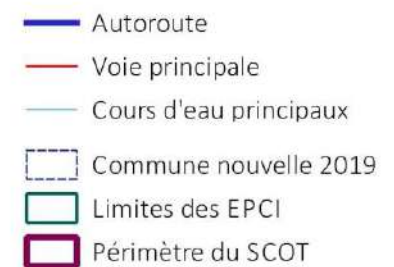 Autoroute
Voie principale
Cours d'eau principaux
Commune nouvelle 2019
Limites des EPCI
Périmètre du SCOT